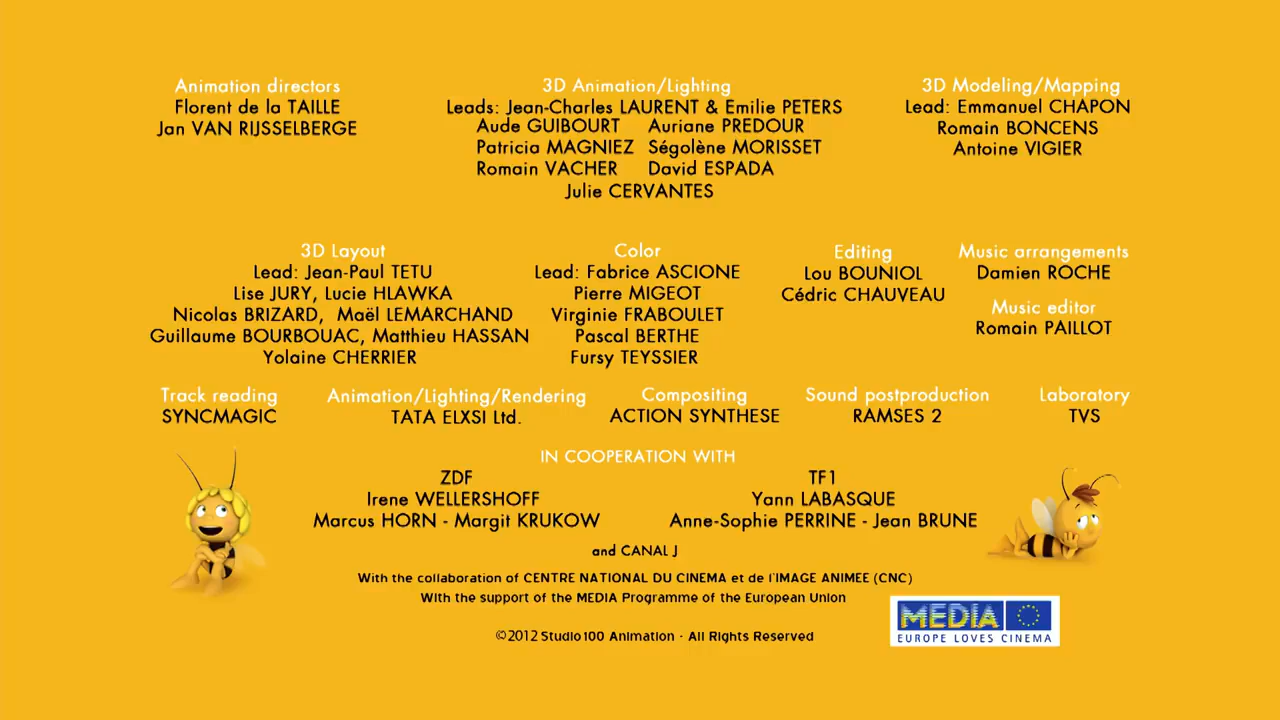 Animation directors
Florent de la TAILLE
Jan VAN RIJSSELBERGE
3D Animation/Lighting
Leads: Jean-Charles LAURENT & Emilie PETERS
Aude GUIBOURT Auriane PREDOUR
Patricia MAGNIEZ Ségolène MORISSET
Romain VACHER David ESPADA
Julie CERVANTES
3D Modeling/Mapping
Lead: Emmanuel CHAPON
Romain BONCENS
Antoine VIGIER
3D Layout
Lead: Jean-Paul TETU
Lise JURY, Lucie HLAWKA
Nicolas BRIZARD, Maël LEMARCHAND
Guillaume BOURBOUAC, Matthieu HASSAN
Yolaine CHERRIER
Color
Lead: Fabrice ASCIONE
Pierre MIGEOT
Virginie FRABOULET
Pascal BERTHE
Fursy TEYSSIER
Editing
Lou BOUNIOL
Cédric CHAUVEAU
Music arrangements
Damien ROCHE
Music editor
Romain PAILLOT
Track reading
SYNCMAGIC
Animation/Lighting/Rendering
TATA ELXSI Ltd.
Compositing
ACTION SYNTHESE
Sound postproduction
RAMSES 2
Laboratory
TVS
IN COOPERATION WITH
ZDF
Irene WELLERSHOFF
Marcus HORN - Margit KRUKOW
TF1
Yann LABASQUE
Anne-Sophie PERRINE - Jean BRUNE
and CANAL J
With the collaboration of CENTRE NATIONAL DU CINEMA et de l'IMAGE ANIMEE (CNC)
With the support of the MEDIA Programme of the European Union
©2012 Studio100 Animation - All Rights Reserved
MEDIA
EUROPE LOVES CINEMA